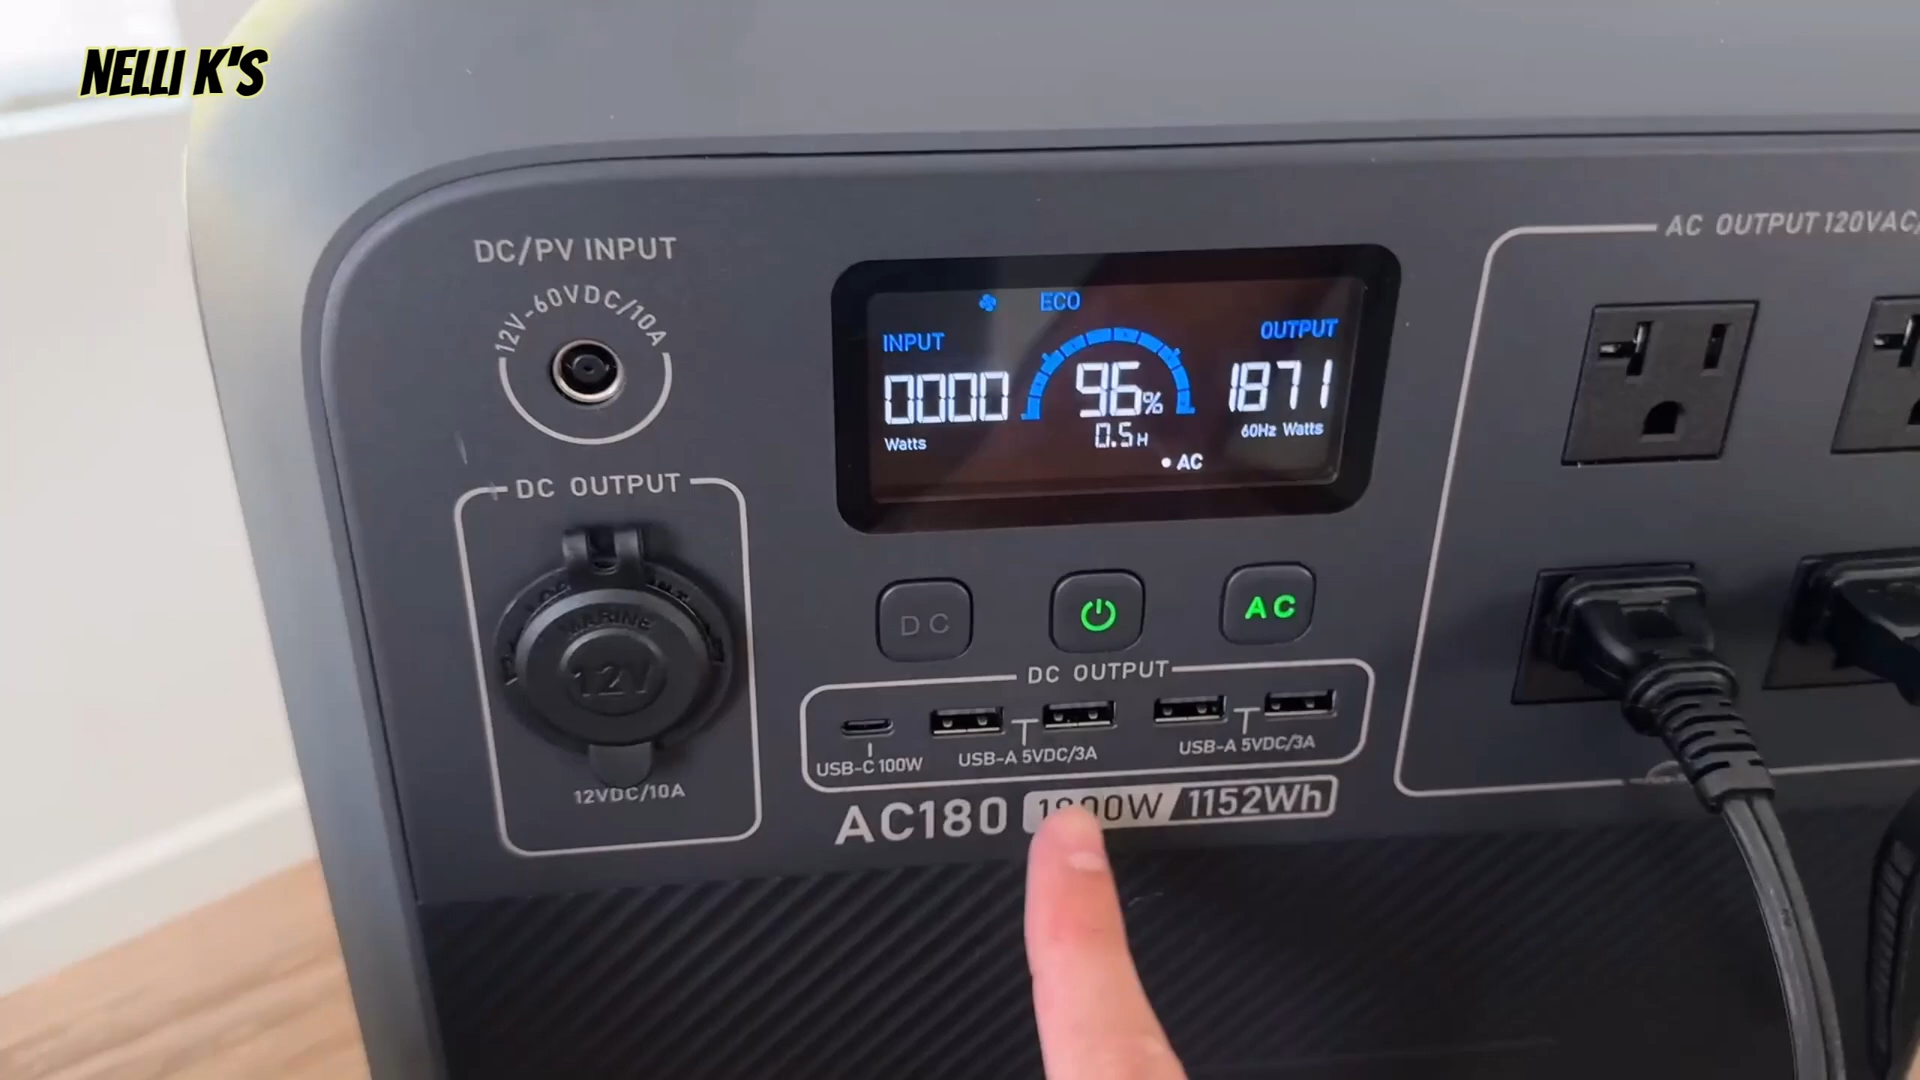 NELLI K'S
DC/PV INPUT
12V-60VDC/10A
DC OUTPUT
MARINE
12V
12VDC/10A
ECO
INPUT
0000
Watts
96%
0.5H
AC
OUTPUT
1871
60Hz Watts
DC
AC
DC OUTPUT
USB-C 100W
USB-A 5VDC/3A
USB-A 5VDC/3A
AC180
1152Wh
AC OUTPUT 120VAC/